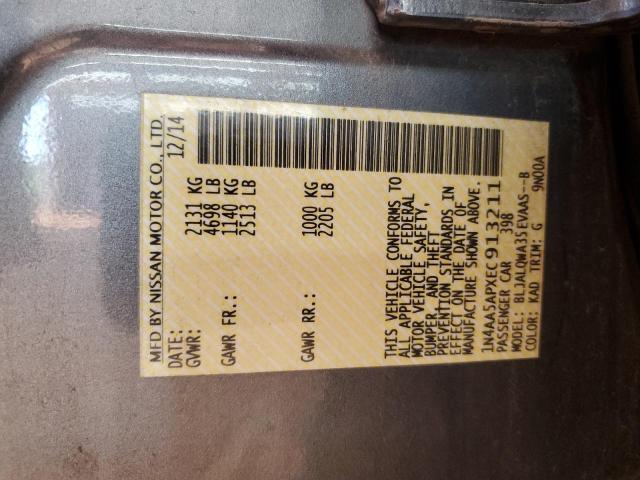 MFD BY NISSAN MOTOR CO., LTD.
DATE: 12/14
GVWR: 2131 KG
4698 LB
GAWR FR.: 1140 KG
2513 LB
GAWR RR.: 1000 KG
2205 LB
THIS VEHICLE CONFORMS TO
ALL APPLICABLE FEDERAL
MOTOR VEHICLE SAFETY,
BUMPER, AND THEFT
PREVENTION STANDARDS IN
EFFECT ON THE DATE OF
MANUFACTURE SHOWN ABOVE.
1N4AA5APXEC913211
PASSENGER CAR 398
MODEL: BLJALQWA35EVAAS--B
COLOR: KAD TRIM: G 9N00A